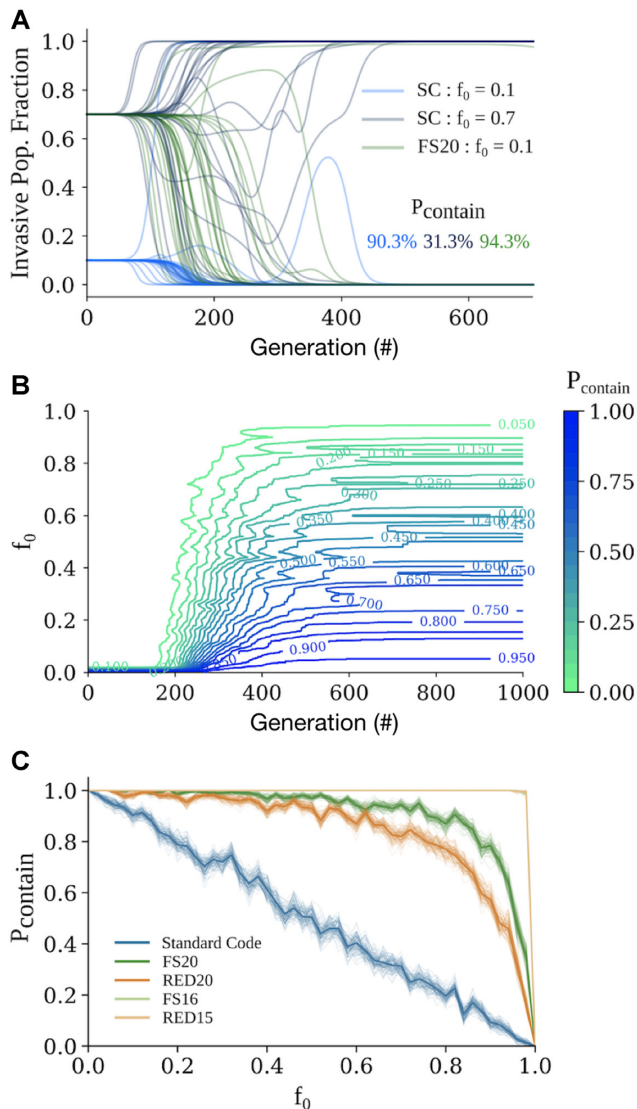 A
Invasive Pop. Fraction
1.0
0.8
0.6
0.4
0.2
0.0
SC : f0 = 0.1
SC : f0 = 0.7
FS20 : f0 = 0.1
Pcontain
90.3% 31.3% 94.3%
0 200 400 600
Generation (#)
B
Pcontain
f0
1.0
0.8
0.6
0.4
0.2
0.0
0.050
0.200 0.150 0.150
0.250 0.250
0.300
0.350 0.400
0.400
0.450 0.450
0.500 0.550 0.600
0.650 0.650
0.700 0.750
0.800
0.900
0.950
0.100
0 200 400 600 800 1000
Generation (#)
1.00
0.75
0.50
0.25
0.00
C
Pcontain
1.0
0.8
0.6
0.4
0.2
0.0
Standard Code
FS20
RED20
FS16
RED15
0.0 0.2 0.4 0.6 0.8 1.0
f0